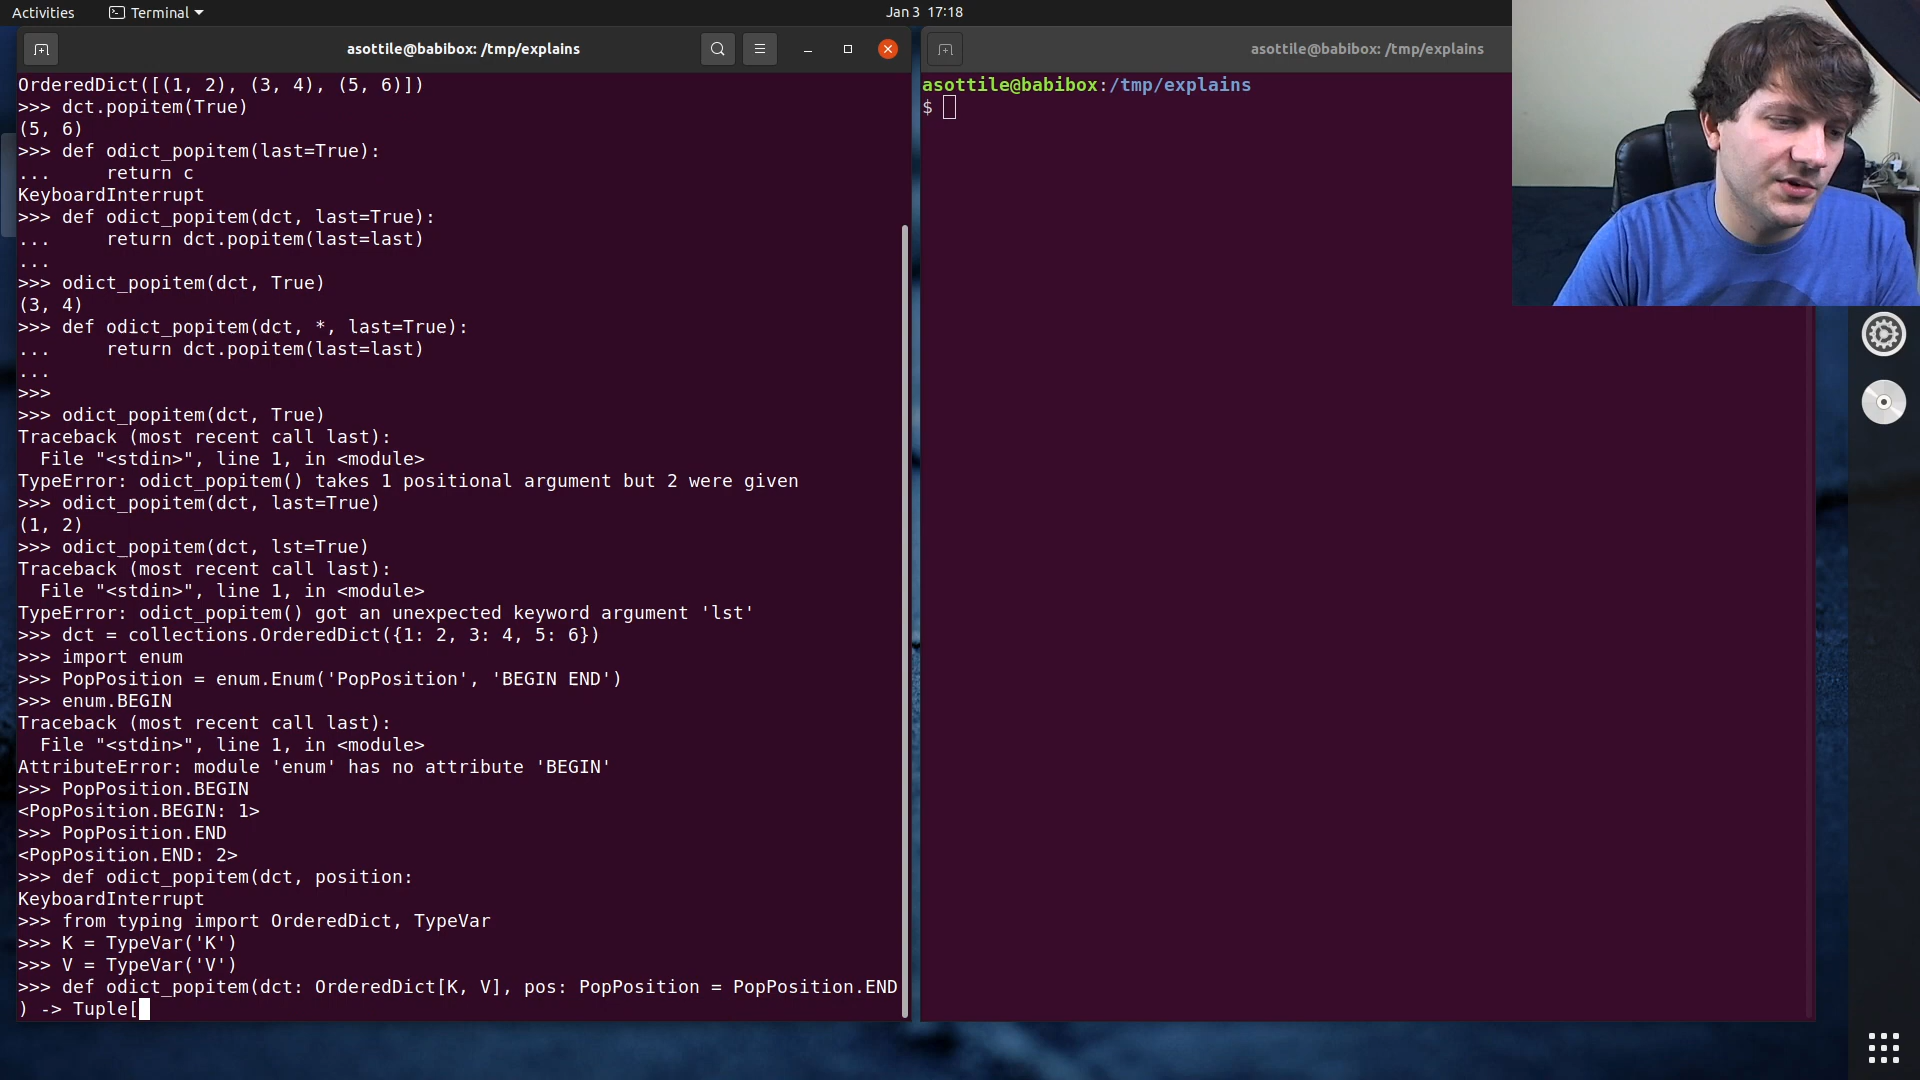 Activities
Terminal
Jan 3 17:18
asottile@babibox: /tmp/explains
OrderedDict([(1, 2), (3, 4), (5, 6)])
>>> dct.popitem(True)
(5, 6)
>>> def odict_popitem(last=True):
...     return c
KeyboardInterrupt
>>> def odict_popitem(dct, last=True):
...     return dct.popitem(last=last)
...
>>> odict_popitem(dct, True)
(3, 4)
>>> def odict_popitem(dct, *, last=True):
...     return dct.popitem(last=last)
...
>>>
>>> odict_popitem(dct, True)
Traceback (most recent call last):
  File "<stdin>", line 1, in <module>
TypeError: odict_popitem() takes 1 positional argument but 2 were given
>>> odict_popitem(dct, last=True)
(1, 2)
>>> odict_popitem(dct, lst=True)
Traceback (most recent call last):
  File "<stdin>", line 1, in <module>
TypeError: odict_popitem() got an unexpected keyword argument 'lst'
>>> dct = collections.OrderedDict({1: 2, 3: 4, 5: 6})
>>> import enum
>>> PopPosition = enum.Enum('PopPosition', 'BEGIN END')
>>> enum.BEGIN
Traceback (most recent call last):
  File "<stdin>", line 1, in <module>
AttributeError: module 'enum' has no attribute 'BEGIN'
>>> PopPosition.BEGIN
<PopPosition.BEGIN: 1>
>>> PopPosition.END
<PopPosition.END: 2>
>>> def odict_popitem(dct, position:
KeyboardInterrupt
>>> from typing import OrderedDict, TypeVar
>>> K = TypeVar('K')
>>> V = TypeVar('V')
>>> def odict_popitem(dct: OrderedDict[K, V], pos: PopPosition = PopPosition.END
) -> Tuple[
asottile@babibox: /tmp/explains
asottile@babibox:/tmp/explains
$